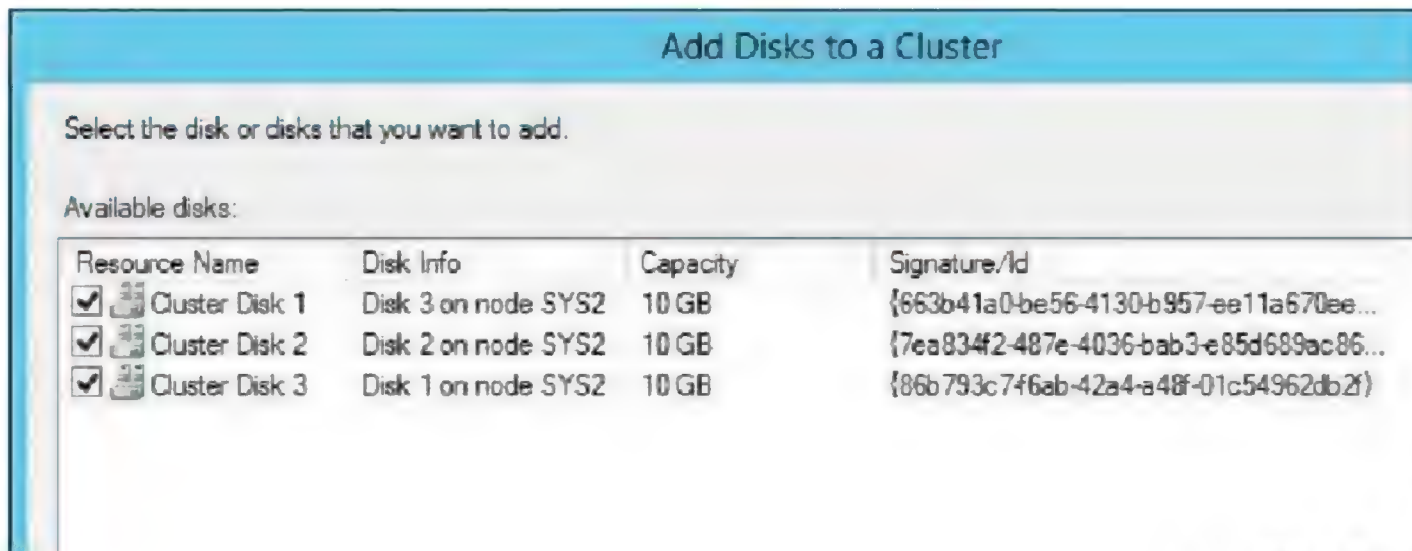 Add Disks to a Cluster
Select the disk or disks that you want to add.
Available disks:
Resource Name Disk Info Capacity Signature/Id
Cluster Disk 1 Disk 3 on node SYS2 10 GB {663b41a0-be56-4130-b957-ee11a670ee...
Cluster Disk 2 Disk 2 on node SYS2 10 GB {7ea834f2-487e-4036-bab3-e85d689ac86...
Cluster Disk 3 Disk 1 on node SYS2 10 GB {86b793c7-f6ab-42a4-a48f-01c54962db2f}